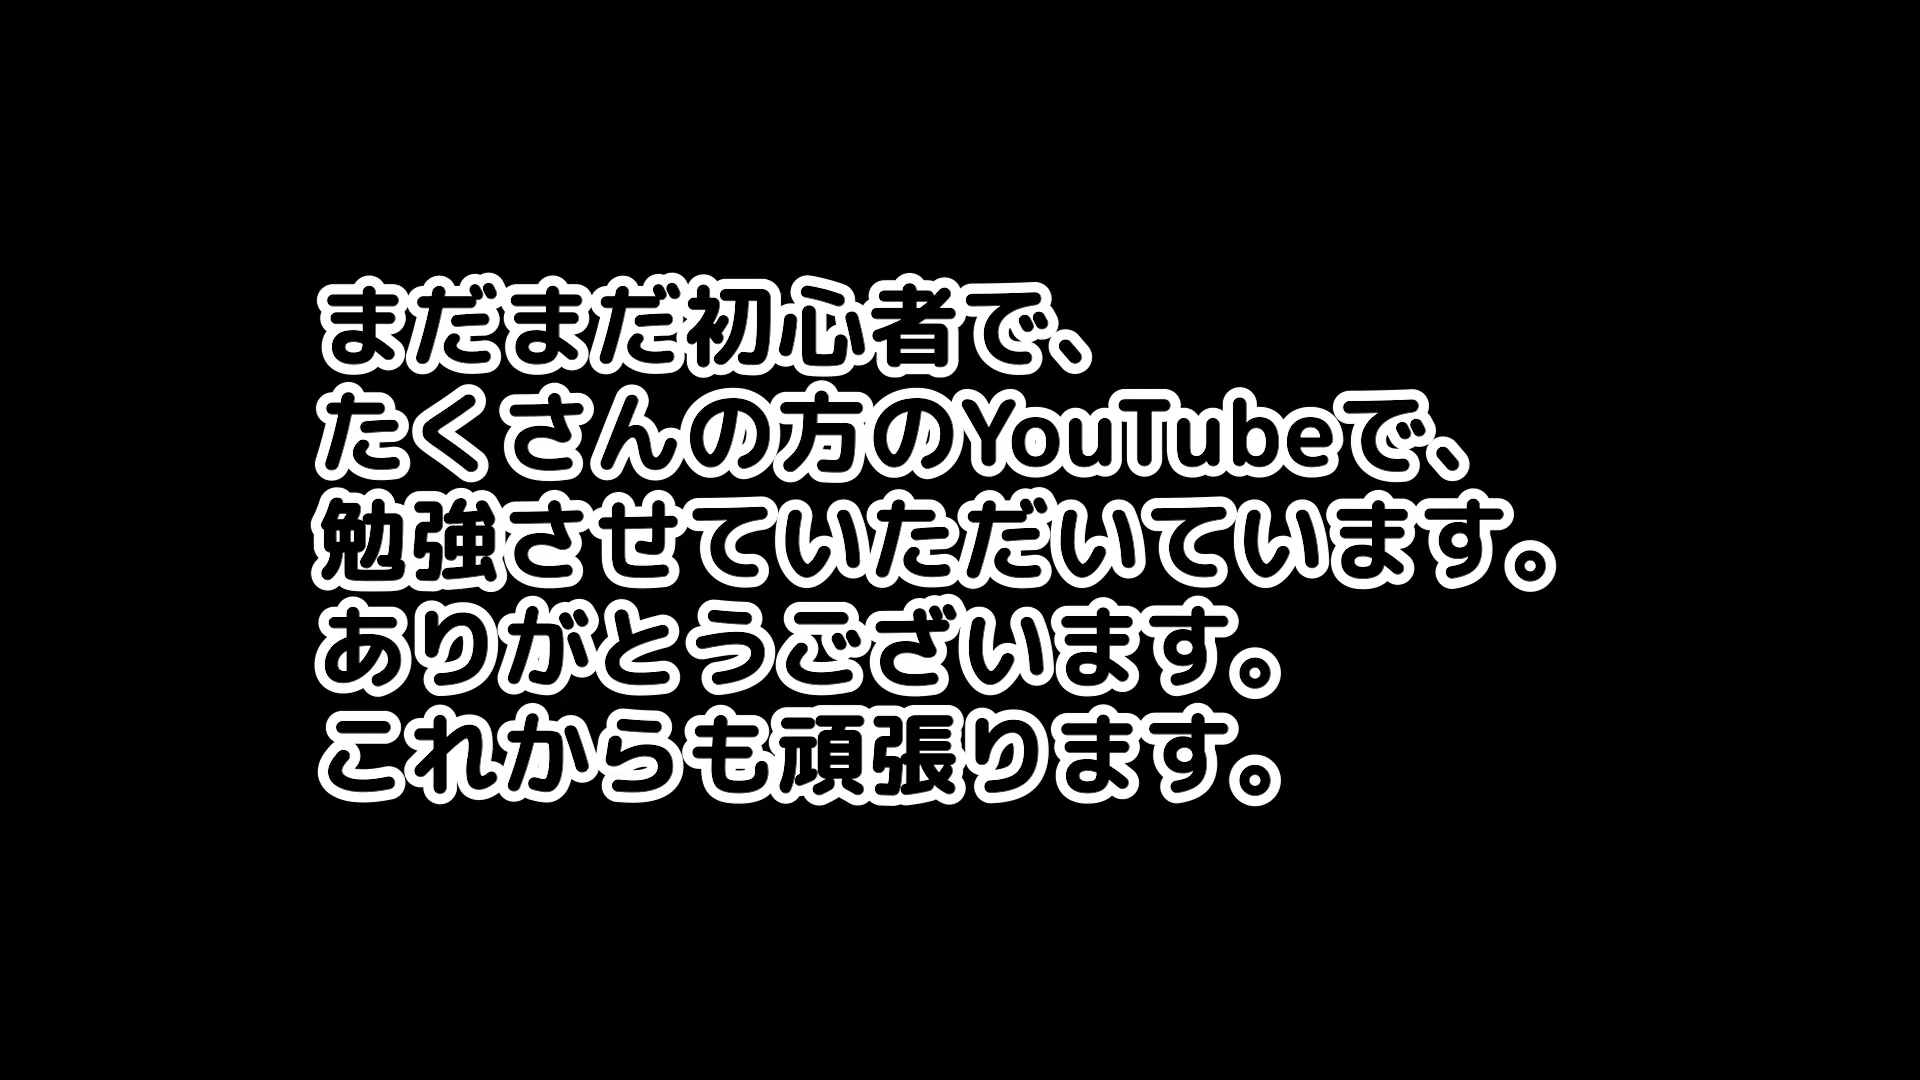 まだまだ初心者で、
たくさんの方のYouTubeで、
勉強させていただいています。
ありがとうございます。
これからも頑張ります。